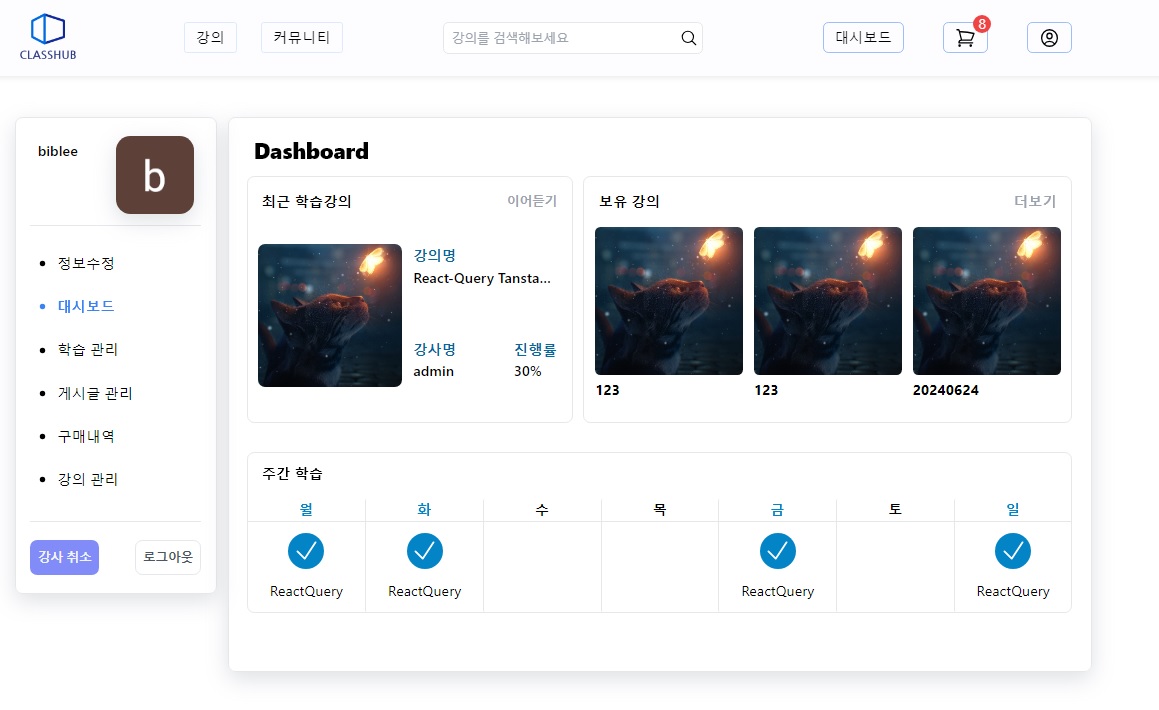 CLASSHUB
강의
커뮤니티
강의를 검색해보세요
대시보드
8
biblee
b
정보수정
대시보드
학습 관리
게시글 관리
구매내역
강의 관리
강사 취소
로그아웃
Dashboard
최근 학습강의
이어듣기
강의명
React-Query Tansta...
강사명
진행률
admin
30%
보유 강의
더보기
123
123
20240624
주간 학습
월 화 수 목 금 토 일
ReactQuery ReactQuery ReactQuery ReactQuery